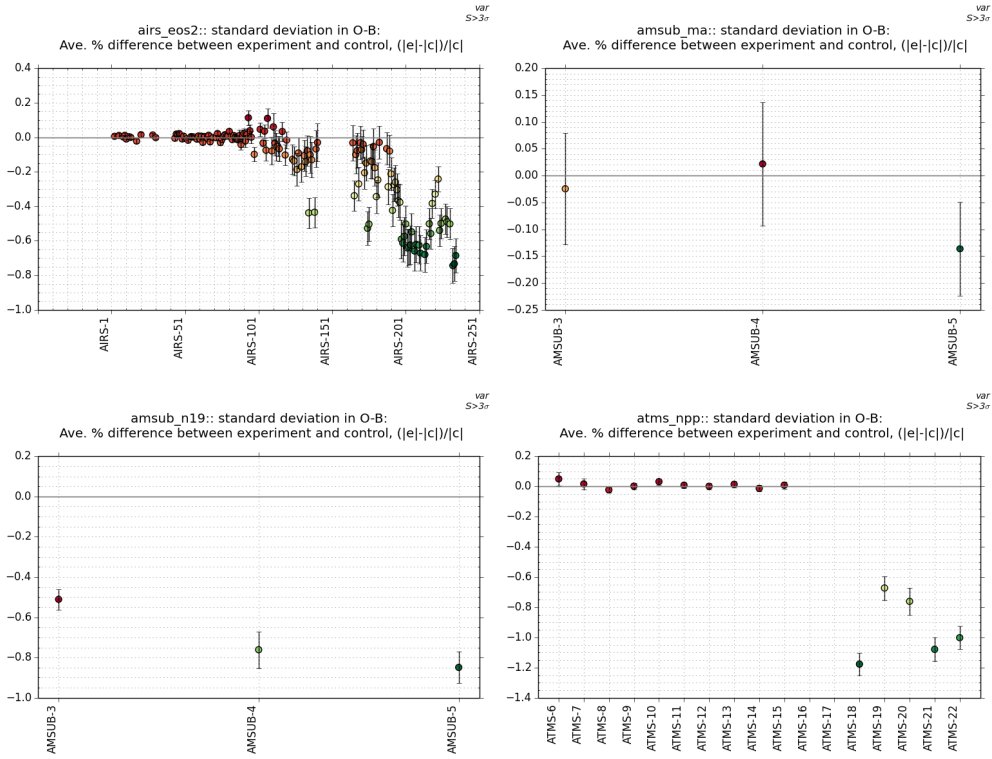 var
S>3σ
airs_eos2:: standard deviation in O-B:
Ave. % difference between experiment and control, (|e|-|c|)/|c|
0.4
0.2
0.0
−0.2
−0.4
−0.6
−0.8
−1.0
AIRS-1
AIRS-51
AIRS-101
AIRS-151
AIRS-201
AIRS-251
var
S>3σ
amsub_ma:: standard deviation in O-B:
Ave. % difference between experiment and control, (|e|-|c|)/|c|
0.20
0.15
0.10
0.05
0.00
−0.05
−0.10
−0.15
−0.20
−0.25
AMSUB-3
AMSUB-4
AMSUB-5
var
S>3σ
amsub_n19:: standard deviation in O-B:
Ave. % difference between experiment and control, (|e|-|c|)/|c|
0.2
0.0
−0.2
−0.4
−0.6
−0.8
−1.0
AMSUB-3
AMSUB-4
AMSUB-5
var
S>3σ
atms_npp:: standard deviation in O-B:
Ave. % difference between experiment and control, (|e|-|c|)/|c|
0.2
0.0
−0.2
−0.4
−0.6
−0.8
−1.0
−1.2
−1.4
ATMS-6
ATMS-7
ATMS-8
ATMS-9
ATMS-10
ATMS-11
ATMS-12
ATMS-13
ATMS-14
ATMS-15
ATMS-16
ATMS-17
ATMS-18
ATMS-19
ATMS-20
ATMS-21
ATMS-22